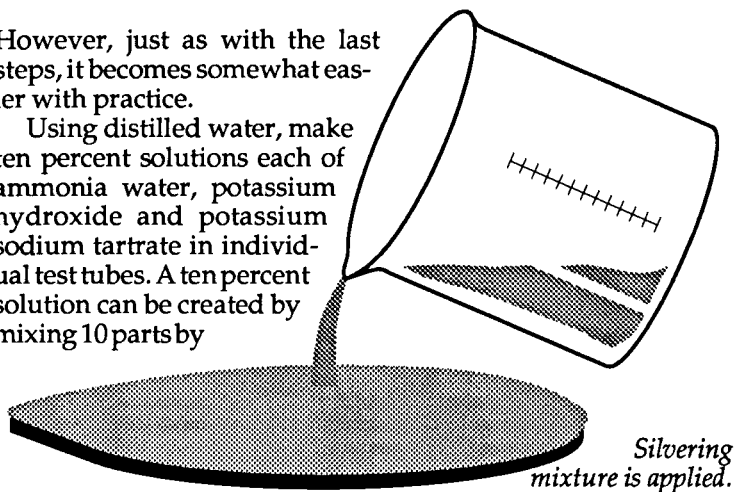 However, just as with the last
steps, it becomes somewhat eas-
ier with practice.
Using distilled water, make
ten percent solutions each of
ammonia water, potassium
hydroxide and potassium
sodium tartrate in individ-
ual test tubes. A ten percent
solution can be created by
mixing 10 parts by
Silvering
mixture is applied.